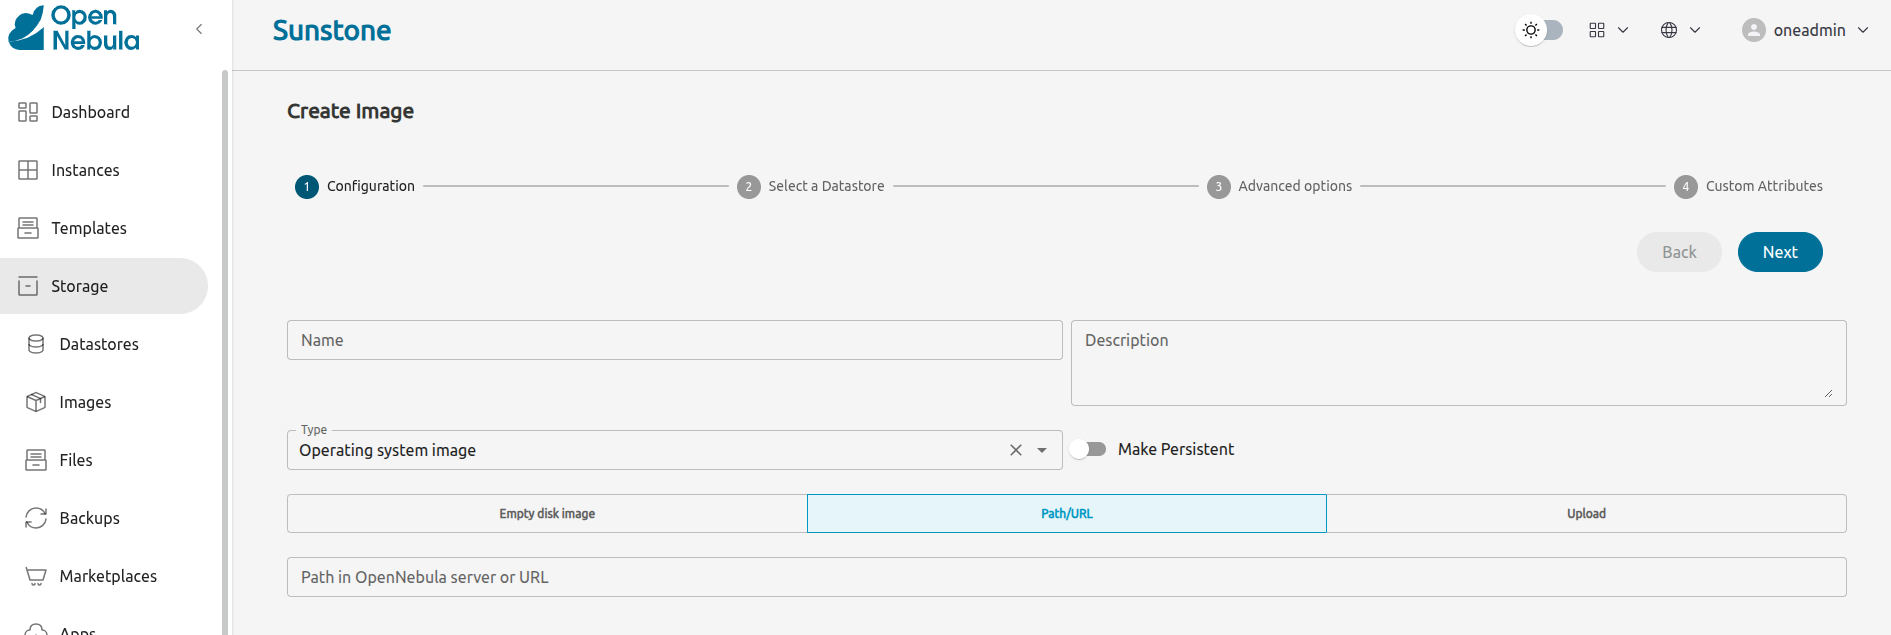 Open
Nebula
Sunstone
oneadmin
Dashboard
Instances
Templates
Storage
Datastores
Images
Files
Backups
Marketplaces
Apps
Create Image
1 Configuration
2 Select a Datastore
3 Advanced options
4 Custom Attributes
Back
Next
Name
Description
Type
Operating system image
Make Persistent
Empty disk image
Path/URL
Upload
Path in OpenNebula server or URL